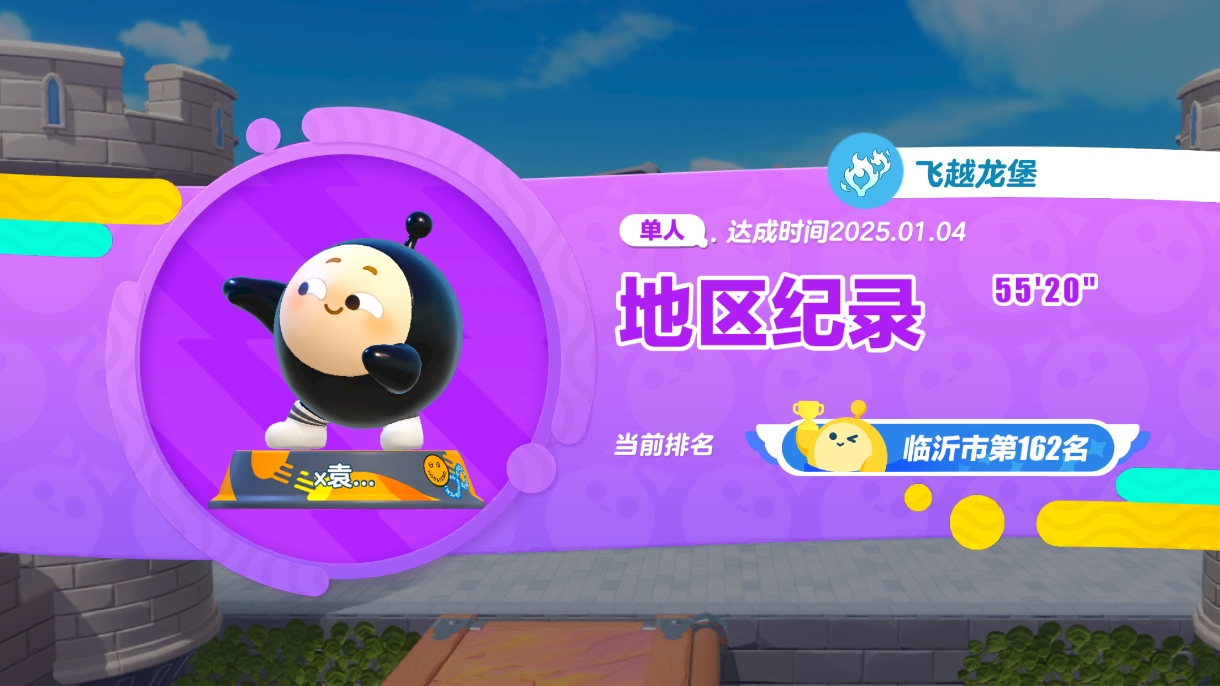 飞越龙堡
单人 . 达成时间2025.01.04
地区纪录 55'20"
当前排名 临沂市第162名
x袁...